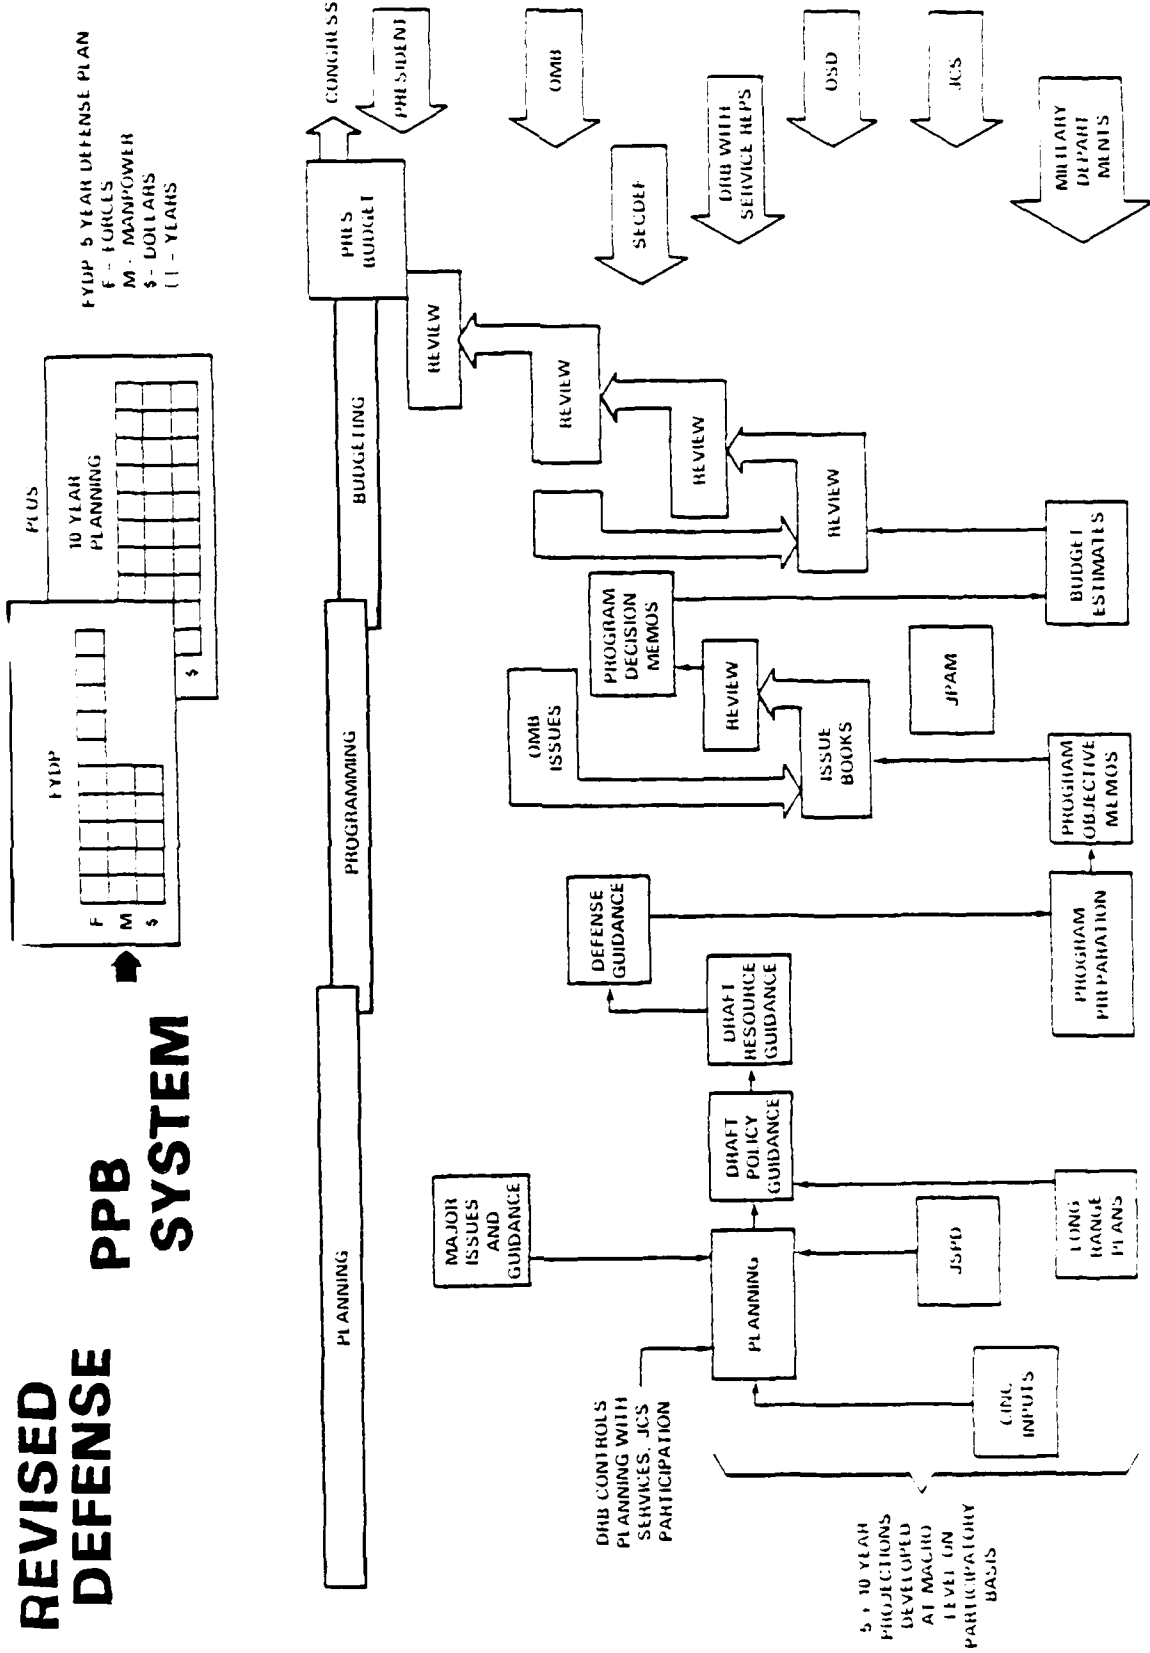 REVISED
DEFENSE
PPB
SYSTEM
FYDP
F
M
$
PLUS
10 YEAR
PLANNING
$
FYDP 5 YEAR DEFENSE PLAN
F - FORCES
M - MANPOWER
$ - DOLLARS
YEARS
PLANNING
PROGRAMMING
BUDGETING
PRES
BUDGET
CONGRESS
PRESIDENT
REVIEW
MAJOR
ISSUES
AND
GUIDANCE
OMB
ISSUES
REVIEW
OMB
DRB CONTROLS
PLANNING WITH
SERVICES, JCS
PARTICIPATION
DEFENSE
GUIDANCE
PROGRAM
DECISION
MEMOS
SECDEF
PLANNING
DRAFT
POLICY
GUIDANCE
DRAFT
RESOURCE
GUIDANCE
REVIEW
REVIEW
DRB WITH
SERVICE REPS
ISSUE
BOOKS
REVIEW
OSD
5 + 10 YEAR
PROJECTIONS
DEVELOPED
AT MACRO
LEVEL ON
PARTICIPATORY
BASIS
CINC
INPUTS
JSPD
JPAM
JCS
LONG
RANGE
PLANS
PROGRAM
PREPARATION
PROGRAM
OBJECTIVE
MEMOS
BUDGET
ESTIMATES
MILITARY
DEPART
MENTS